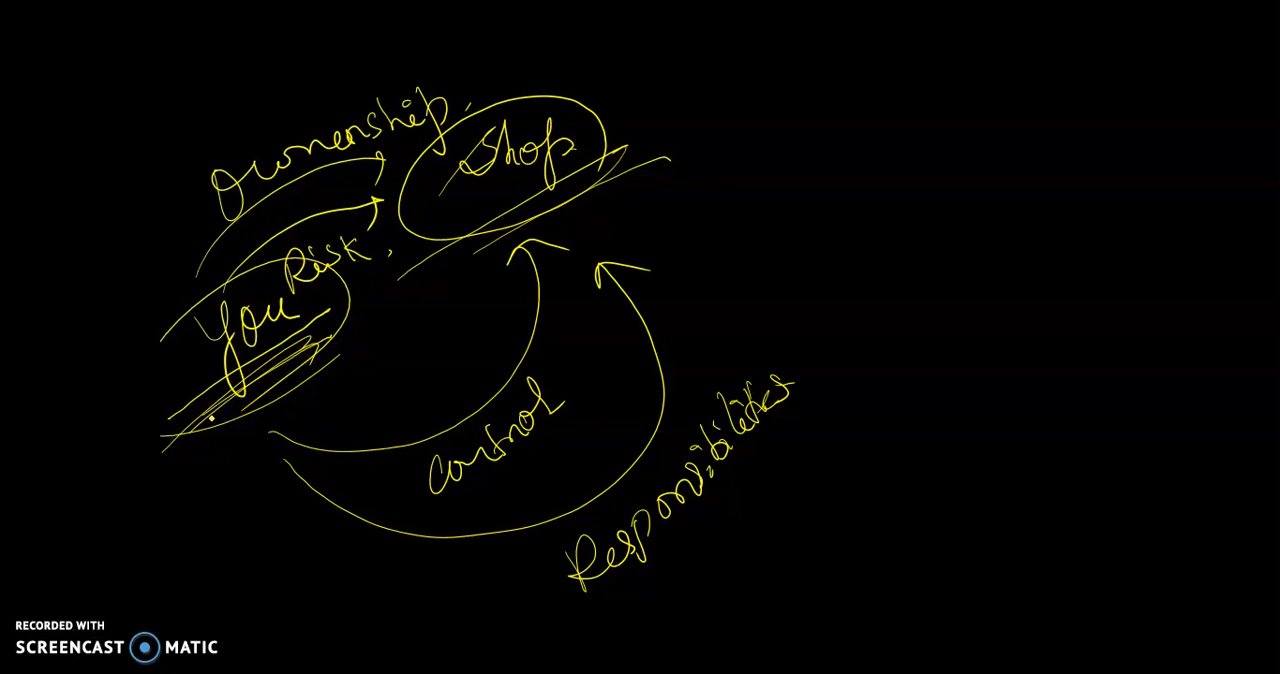 Ownership
Shop
Risk
You
Control
Responsibilities
RECORDED WITH
SCREENCAST MATIC